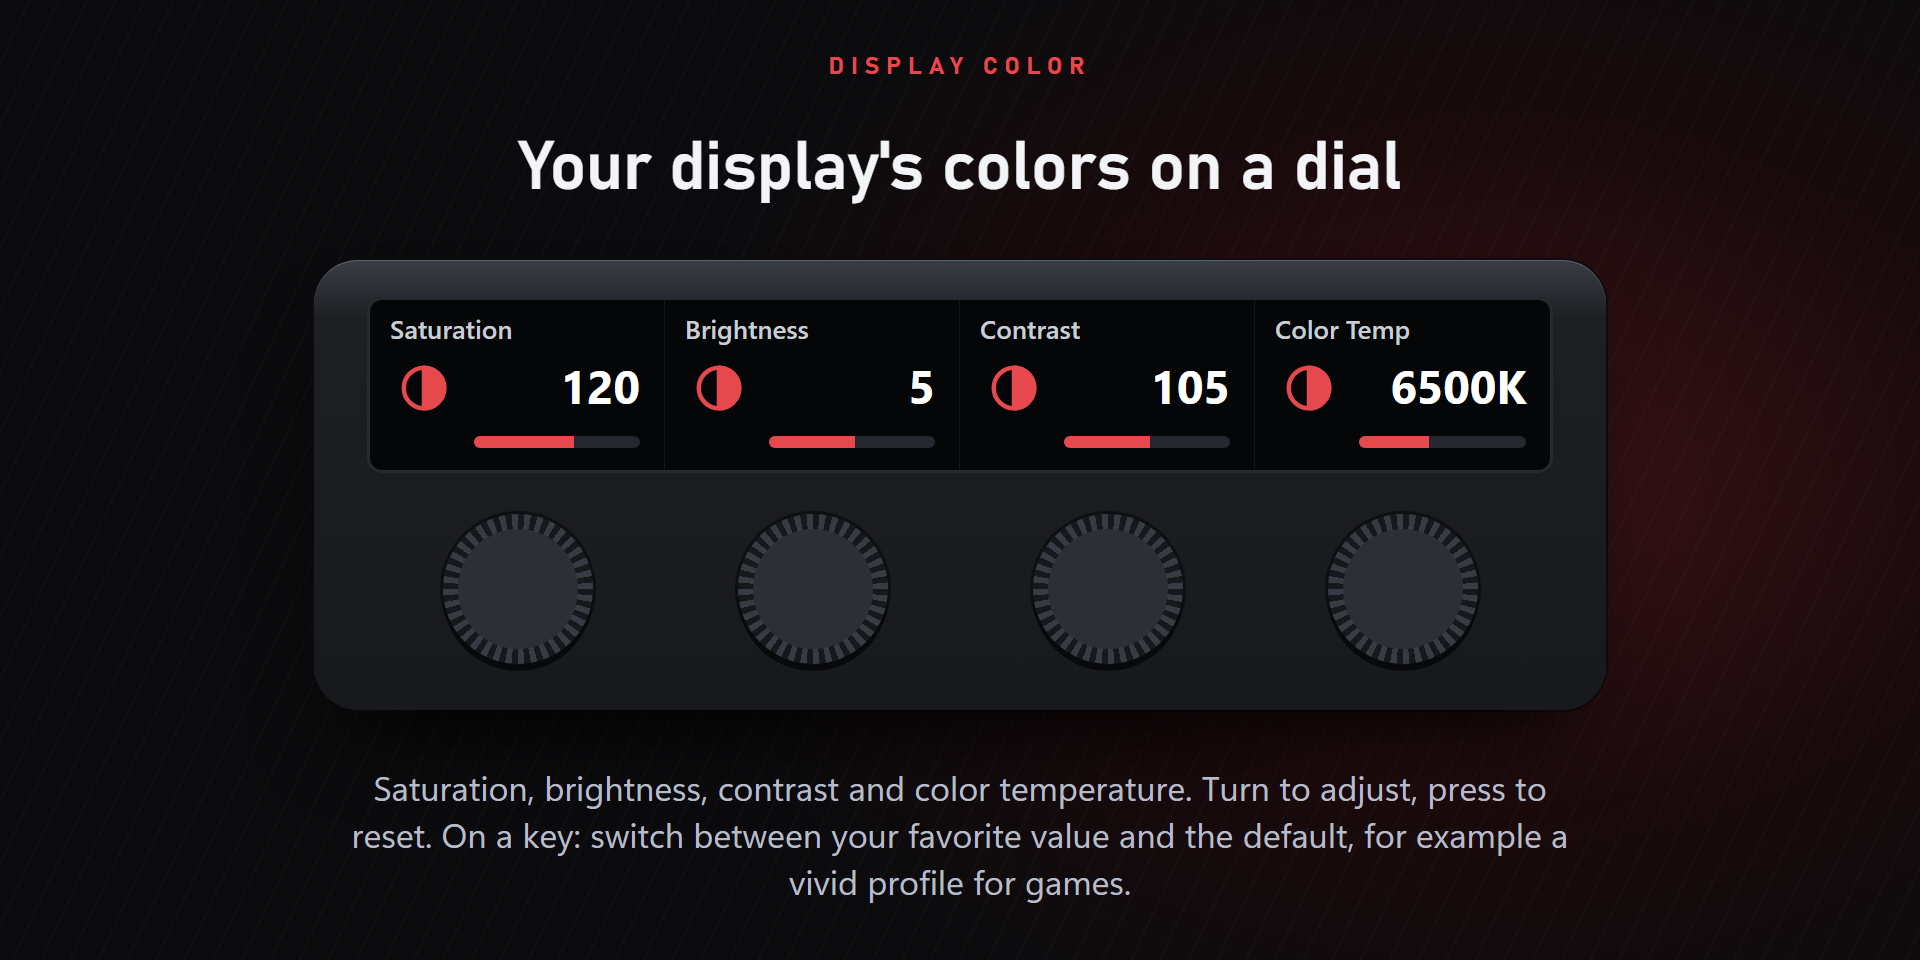 DISPLAY COLOR
Your display's colors on a dial
Saturation
120
Brightness
5
Contrast
105
Color Temp
6500K
Saturation, brightness, contrast and color temperature. Turn to adjust, press to
reset. On a key: switch between your favorite value and the default, for example a
vivid profile for games.